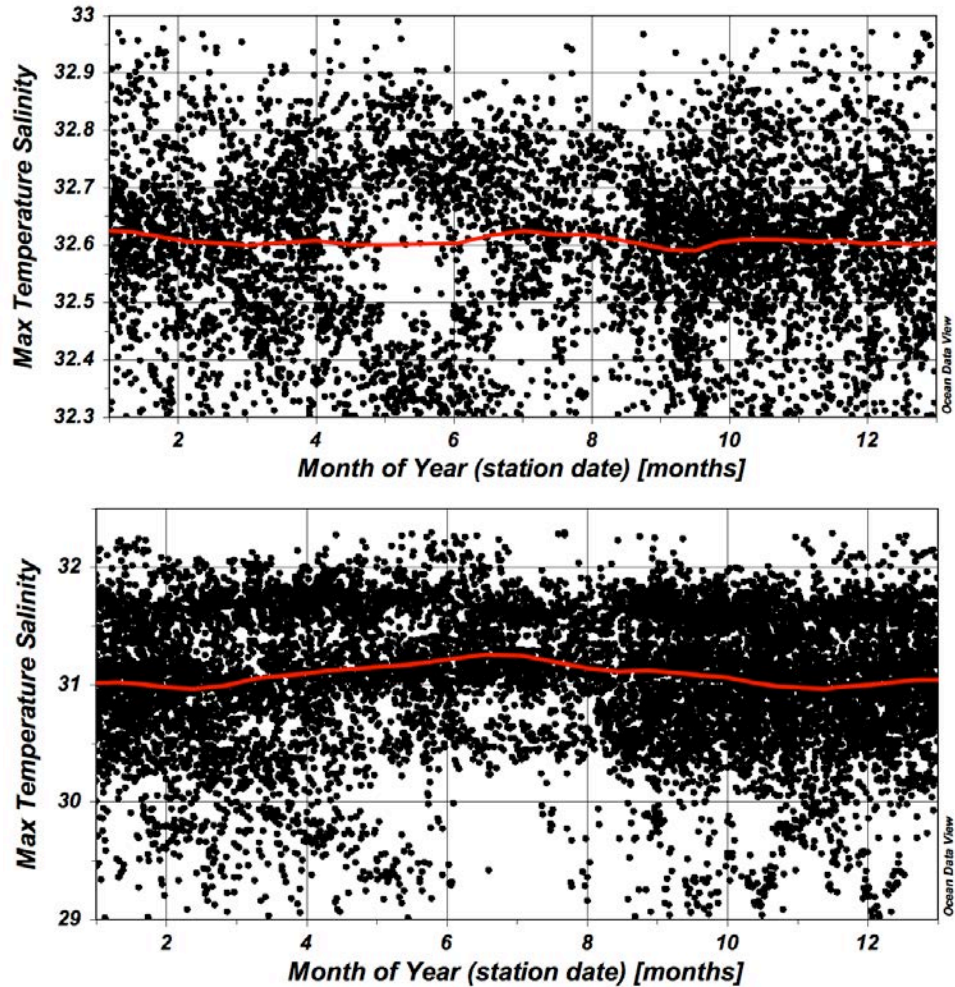 33
32.9
32.8
32.7
32.6
32.5
32.4
32.3
Max Temperature Salinity
2 4 6 8 10 12
Month of Year (station date) [months]
Ocean Data View
32
31
30
29
Max Temperature Salinity
2 4 6 8 10 12
Month of Year (station date) [months]
Ocean Data View